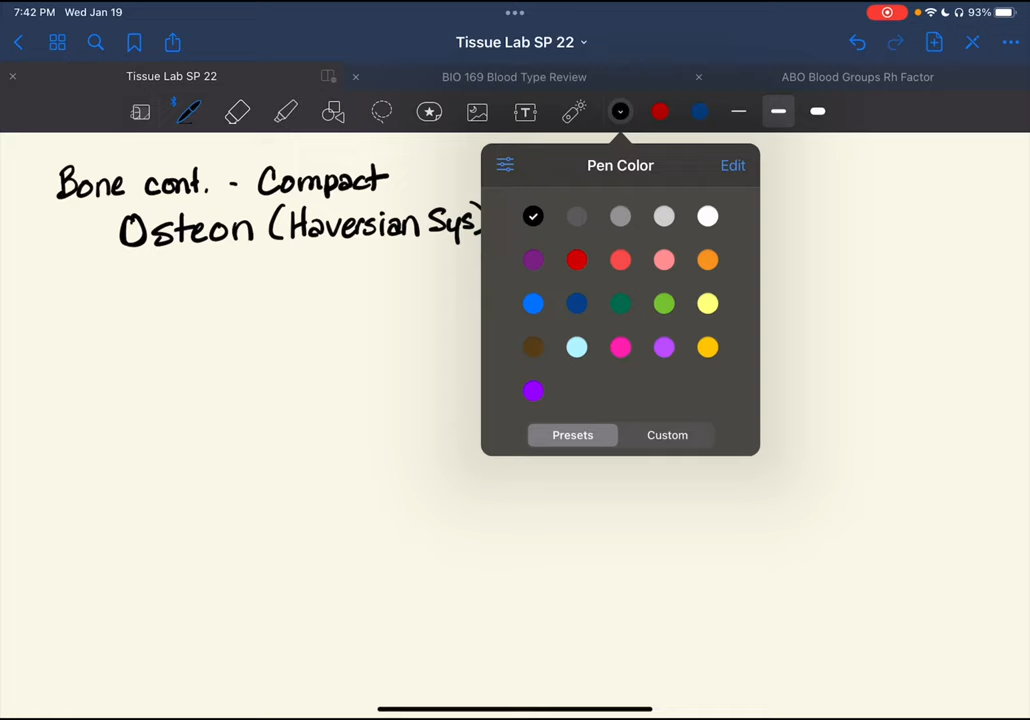 7:42 PM Wed Jan 19
93%
Tissue Lab SP 22
Tissue Lab SP 22
BIO 169 Blood Type Review
ABO Blood Groups Rh Factor
T
Pen Color
Edit
Bone cont. - Compact
Osteon (Haversian Sys)
Presets
Custom